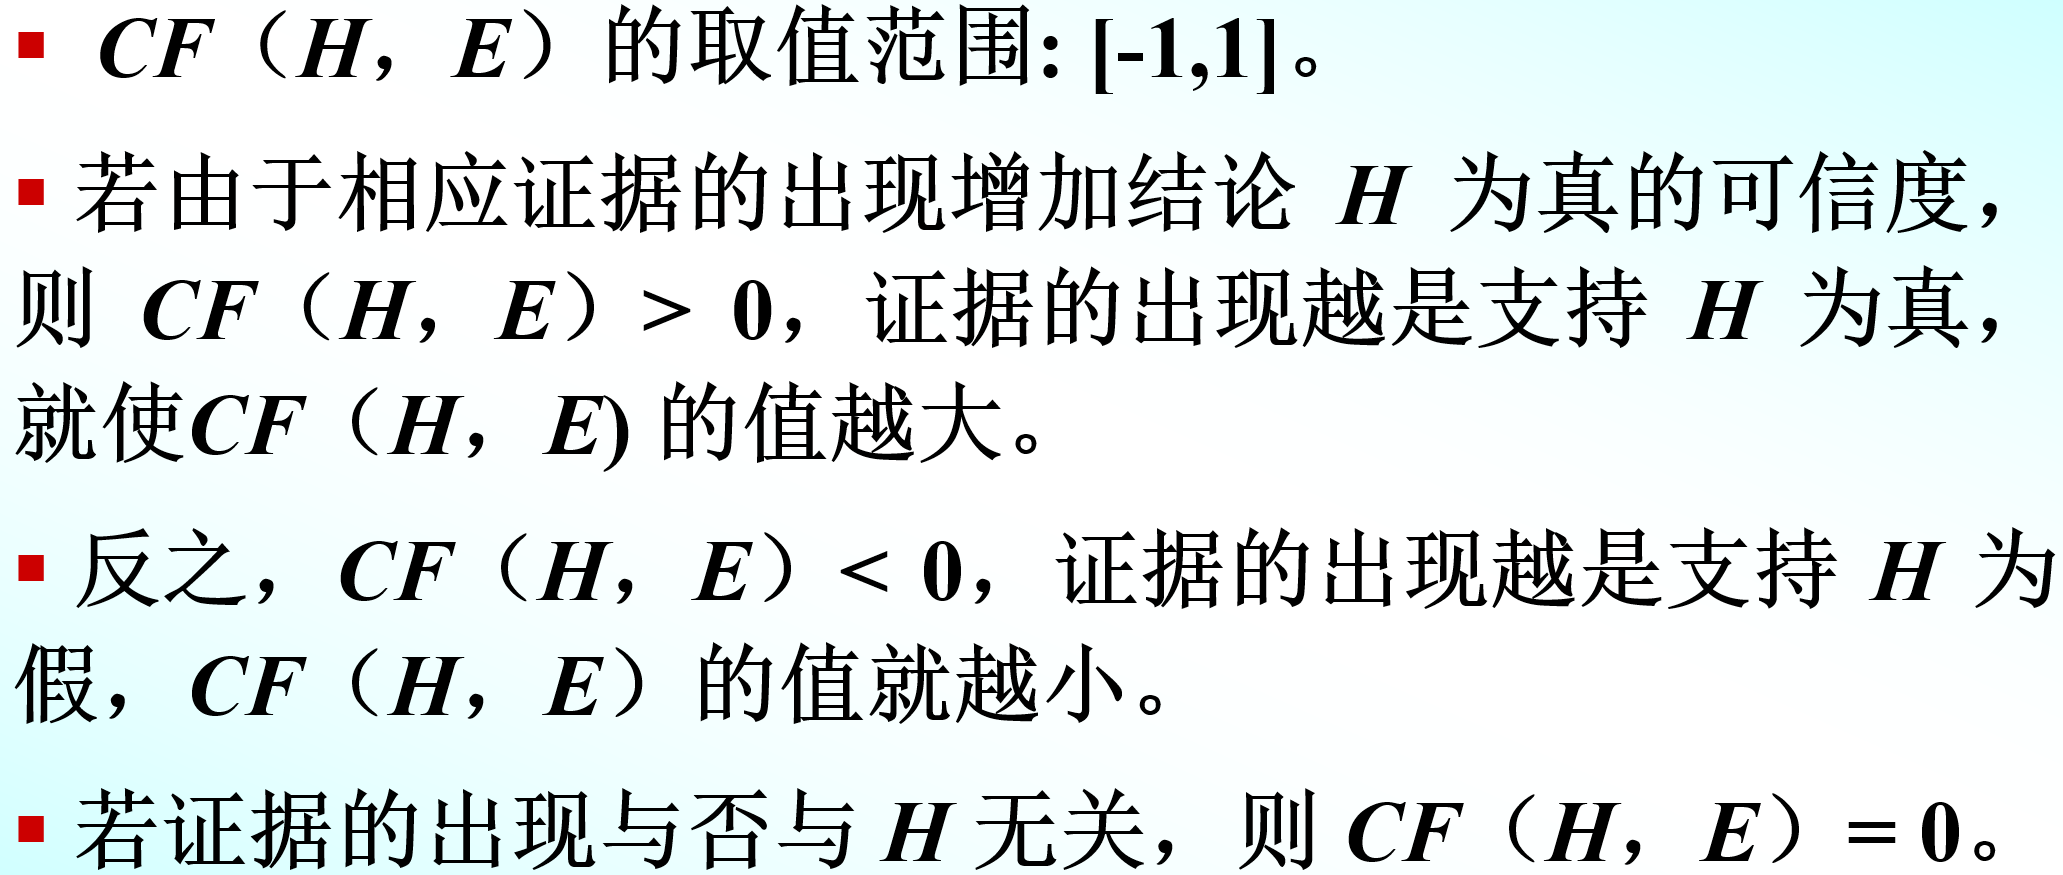 ▪ CF（H，E）的取值范围: [-1,1]。
▪ 若由于相应证据的出现增加结论 H 为真的可信度，
则 CF（H，E）> 0，证据的出现越是支持 H 为真，
就使CF（H，E) 的值越大。
▪ 反之，CF（H，E）< 0，证据的出现越是支持 H 为
假，CF（H，E）的值就越小。
▪ 若证据的出现与否与 H 无关，则 CF（H，E）= 0。